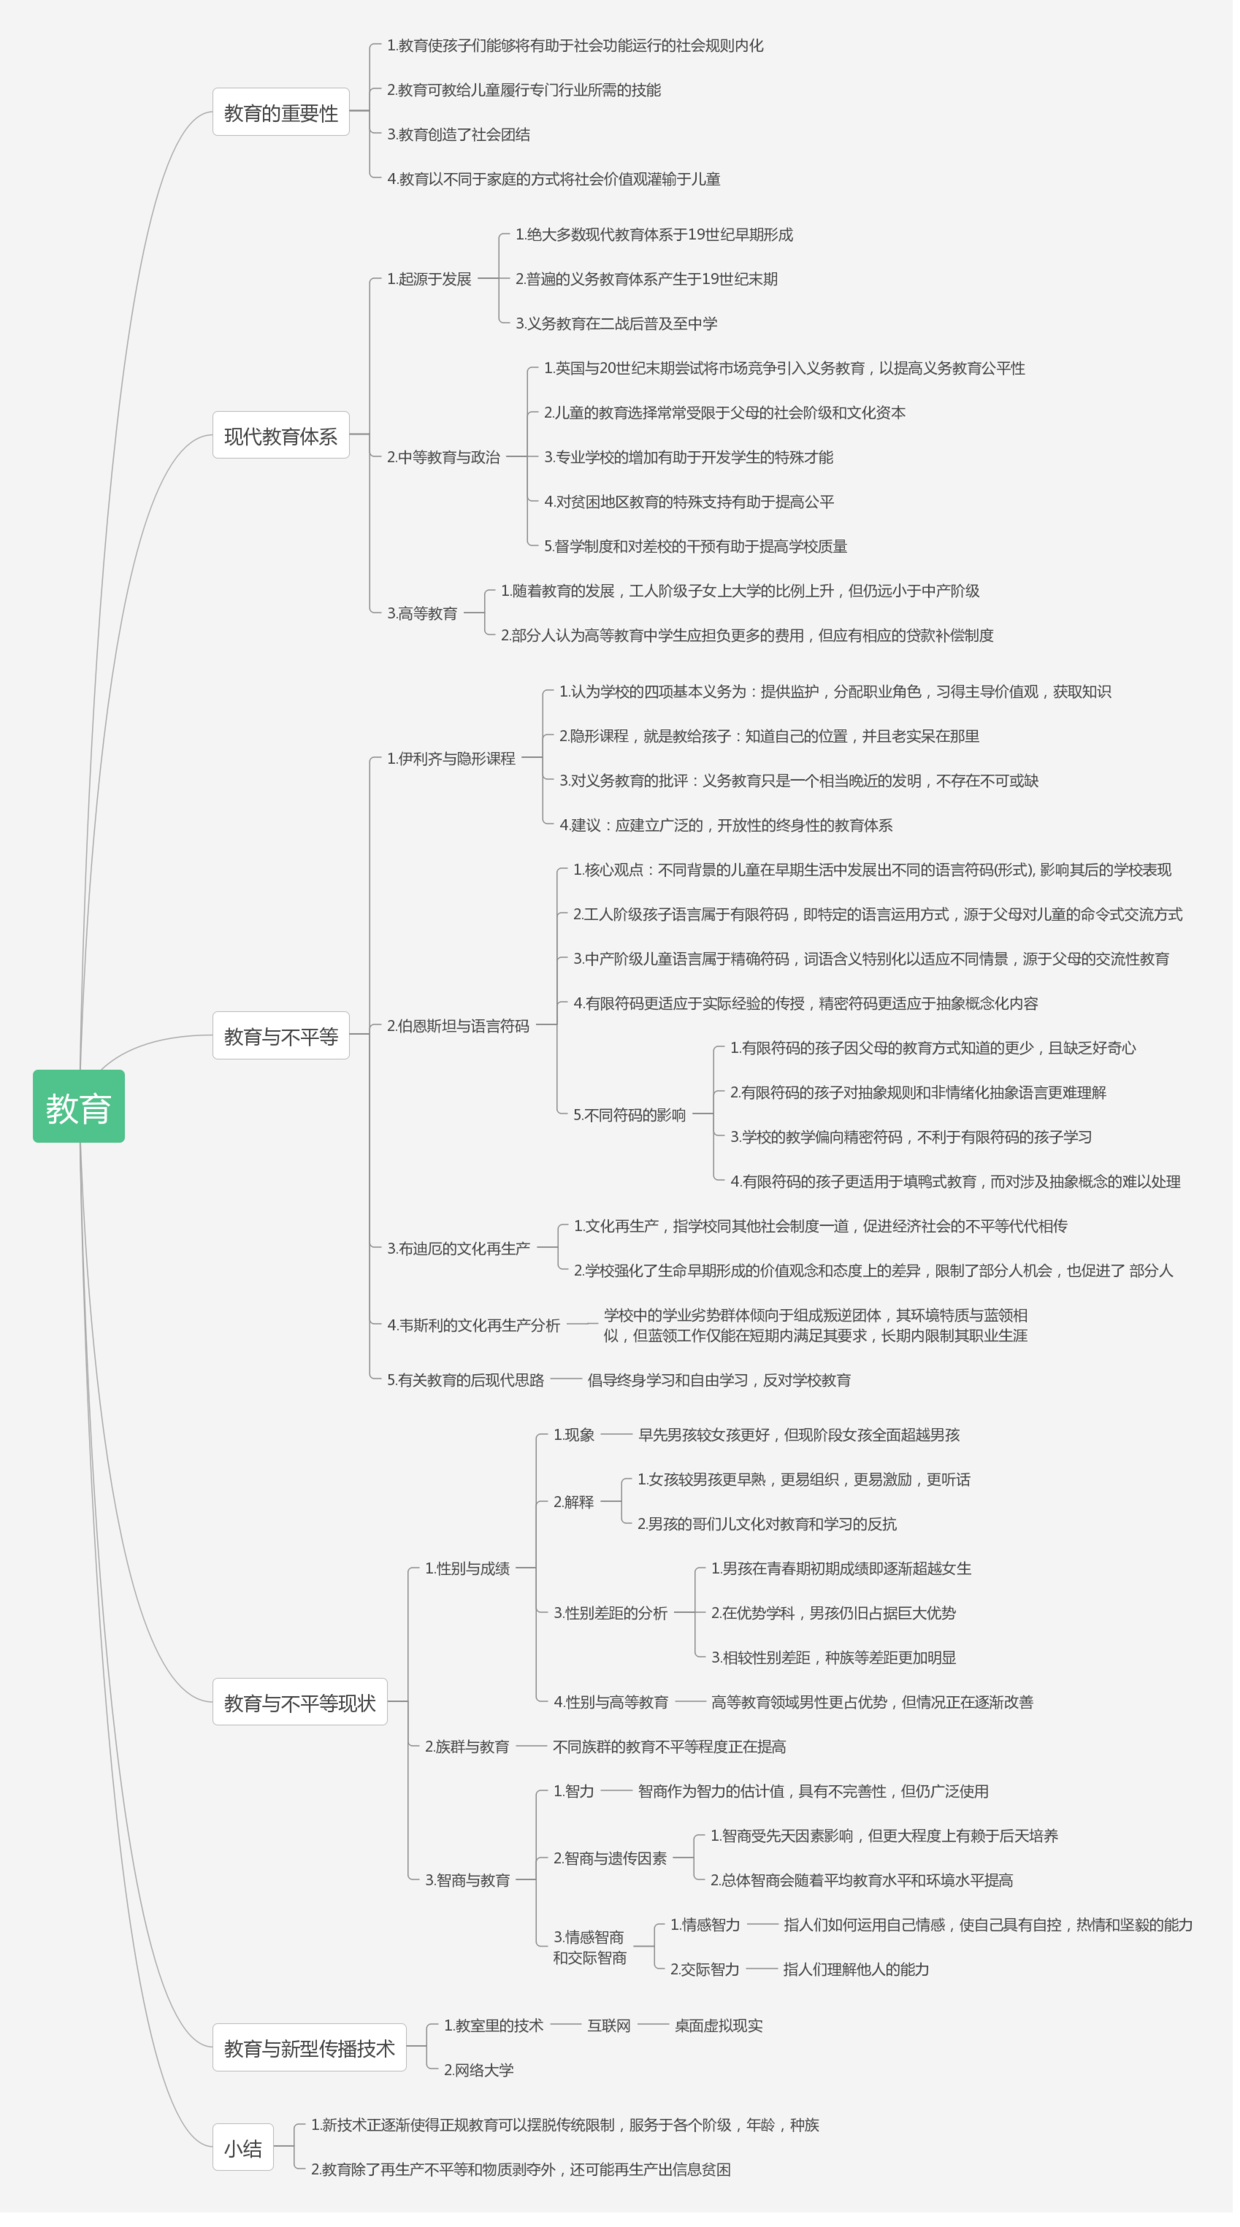 教育
教育的重要性
1.教育使孩子们能够将有助于社会功能运行的社会规则内化
2.教育可教给儿童履行专门行业所需的技能
3.教育创造了社会团结
4.教育以不同于家庭的方式将社会价值观灌输于儿童
现代教育体系
1.起源于发展
1.绝大多数现代教育体系于19世纪早期形成
2.普遍的义务教育体系产生于19世纪末期
3.义务教育在二战后普及至中学
2.中等教育与政治
1.英国与20世纪末期尝试将市场竞争引入义务教育，以提高义务教育公平性
2.儿童的教育选择常常受限于父母的社会阶级和文化资本
3.专业学校的增加有助于开发学生的特殊才能
4.对贫困地区教育的特殊支持有助于提高公平
5.督学制度和对差校的干预有助于提高学校质量
3.高等教育
1.随着教育的发展，工人阶级子女上大学的比例上升，但仍远小于中产阶级
2.部分人认为高等教育中学生应担负更多的费用，但应有相应的贷款补偿制度
教育与不平等
1.伊利齐与隐形课程
1.认为学校的四项基本义务为：提供监护，分配职业角色，习得主导价值观，获取知识
2.隐形课程，就是教给孩子：知道自己的位置，并且老实呆在那里
3.对义务教育的批评：义务教育只是一个相当晚近的发明，不存在不可或缺
4.建议：应建立广泛的，开放性的终身性的教育体系
2.伯恩斯坦与语言符码
1.核心观点：不同背景的儿童在早期生活中发展出不同的语言符码(形式), 影响其后的学校表现
2.工人阶级孩子语言属于有限符码，即特定的语言运用方式，源于父母对儿童的命令式交流方式
3.中产阶级儿童语言属于精确符码，词语含义特别化以适应不同情景，源于父母的交流性教育
4.有限符码更适应于实际经验的传授，精密符码更适应于抽象概念化内容
5.不同符码的影响
1.有限符码的孩子因父母的教育方式知道的更少，且缺乏好奇心
2.有限符码的孩子对抽象规则和非情绪化抽象语言更难理解
3.学校的教学偏向精密符码，不利于有限符码的孩子学习
4.有限符码的孩子更适用于填鸭式教育，而对涉及抽象概念的难以处理
3.布迪厄的文化再生产
1.文化再生产，指学校同其他社会制度一道，促进经济社会的不平等代代相传
2.学校强化了生命早期形成的价值观念和态度上的差异，限制了部分人机会，也促进了 部分人
4.韦斯利的文化再生产分析
学校中的学业劣势群体倾向于组成叛逆团体，其环境特质与蓝领相
似，但蓝领工作仅能在短期内满足其要求，长期内限制其职业生涯
5.有关教育的后现代思路
倡导终身学习和自由学习，反对学校教育
教育与不平等现状
1.性别与成绩
1.现象
早先男孩较女孩更好，但现阶段女孩全面超越男孩
2.解释
1.女孩较男孩更早熟，更易组织，更易激励，更听话
2.男孩的哥们儿文化对教育和学习的反抗
3.性别差距的分析
1.男孩在青春期初期成绩即逐渐超越女生
2.在优势学科，男孩仍旧占据巨大优势
3.相较性别差距，种族等差距更加明显
4.性别与高等教育
高等教育领域男性更占优势，但情况正在逐渐改善
2.族群与教育
不同族群的教育不平等程度正在提高
3.智商与教育
1.智力
智商作为智力的估计值，具有不完善性，但仍广泛使用
2.智商与遗传因素
1.智商受先天因素影响，但更大程度上有赖于后天培养
2.总体智商会随着平均教育水平和环境水平提高
3.情感智商
和交际智商
1.情感智力
指人们如何运用自己情感，使自己具有自控，热情和坚毅的能力
2.交际智力
指人们理解他人的能力
教育与新型传播技术
1.教室里的技术
互联网
桌面虚拟现实
2.网络大学
小结
1.新技术正逐渐使得正规教育可以摆脱传统限制，服务于各个阶级，年龄，种族
2.教育除了再生产不平等和物质剥夺外，还可能再生产出信息贫困